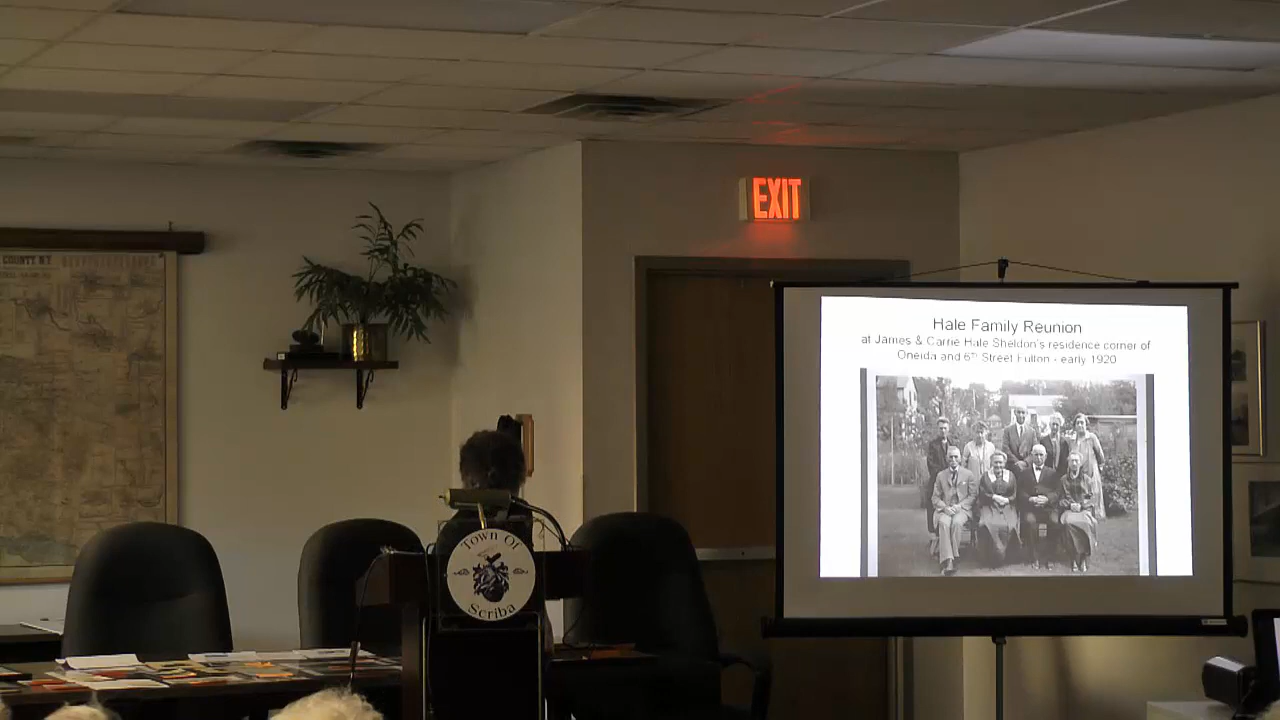 COUNTY, N.Y.
EXIT
Hale Family Reunion
at James & Carrie Hale Sheldon's residence corner of
Oneida and 6th Street Fulton - early 1920
Town Of
Scriba